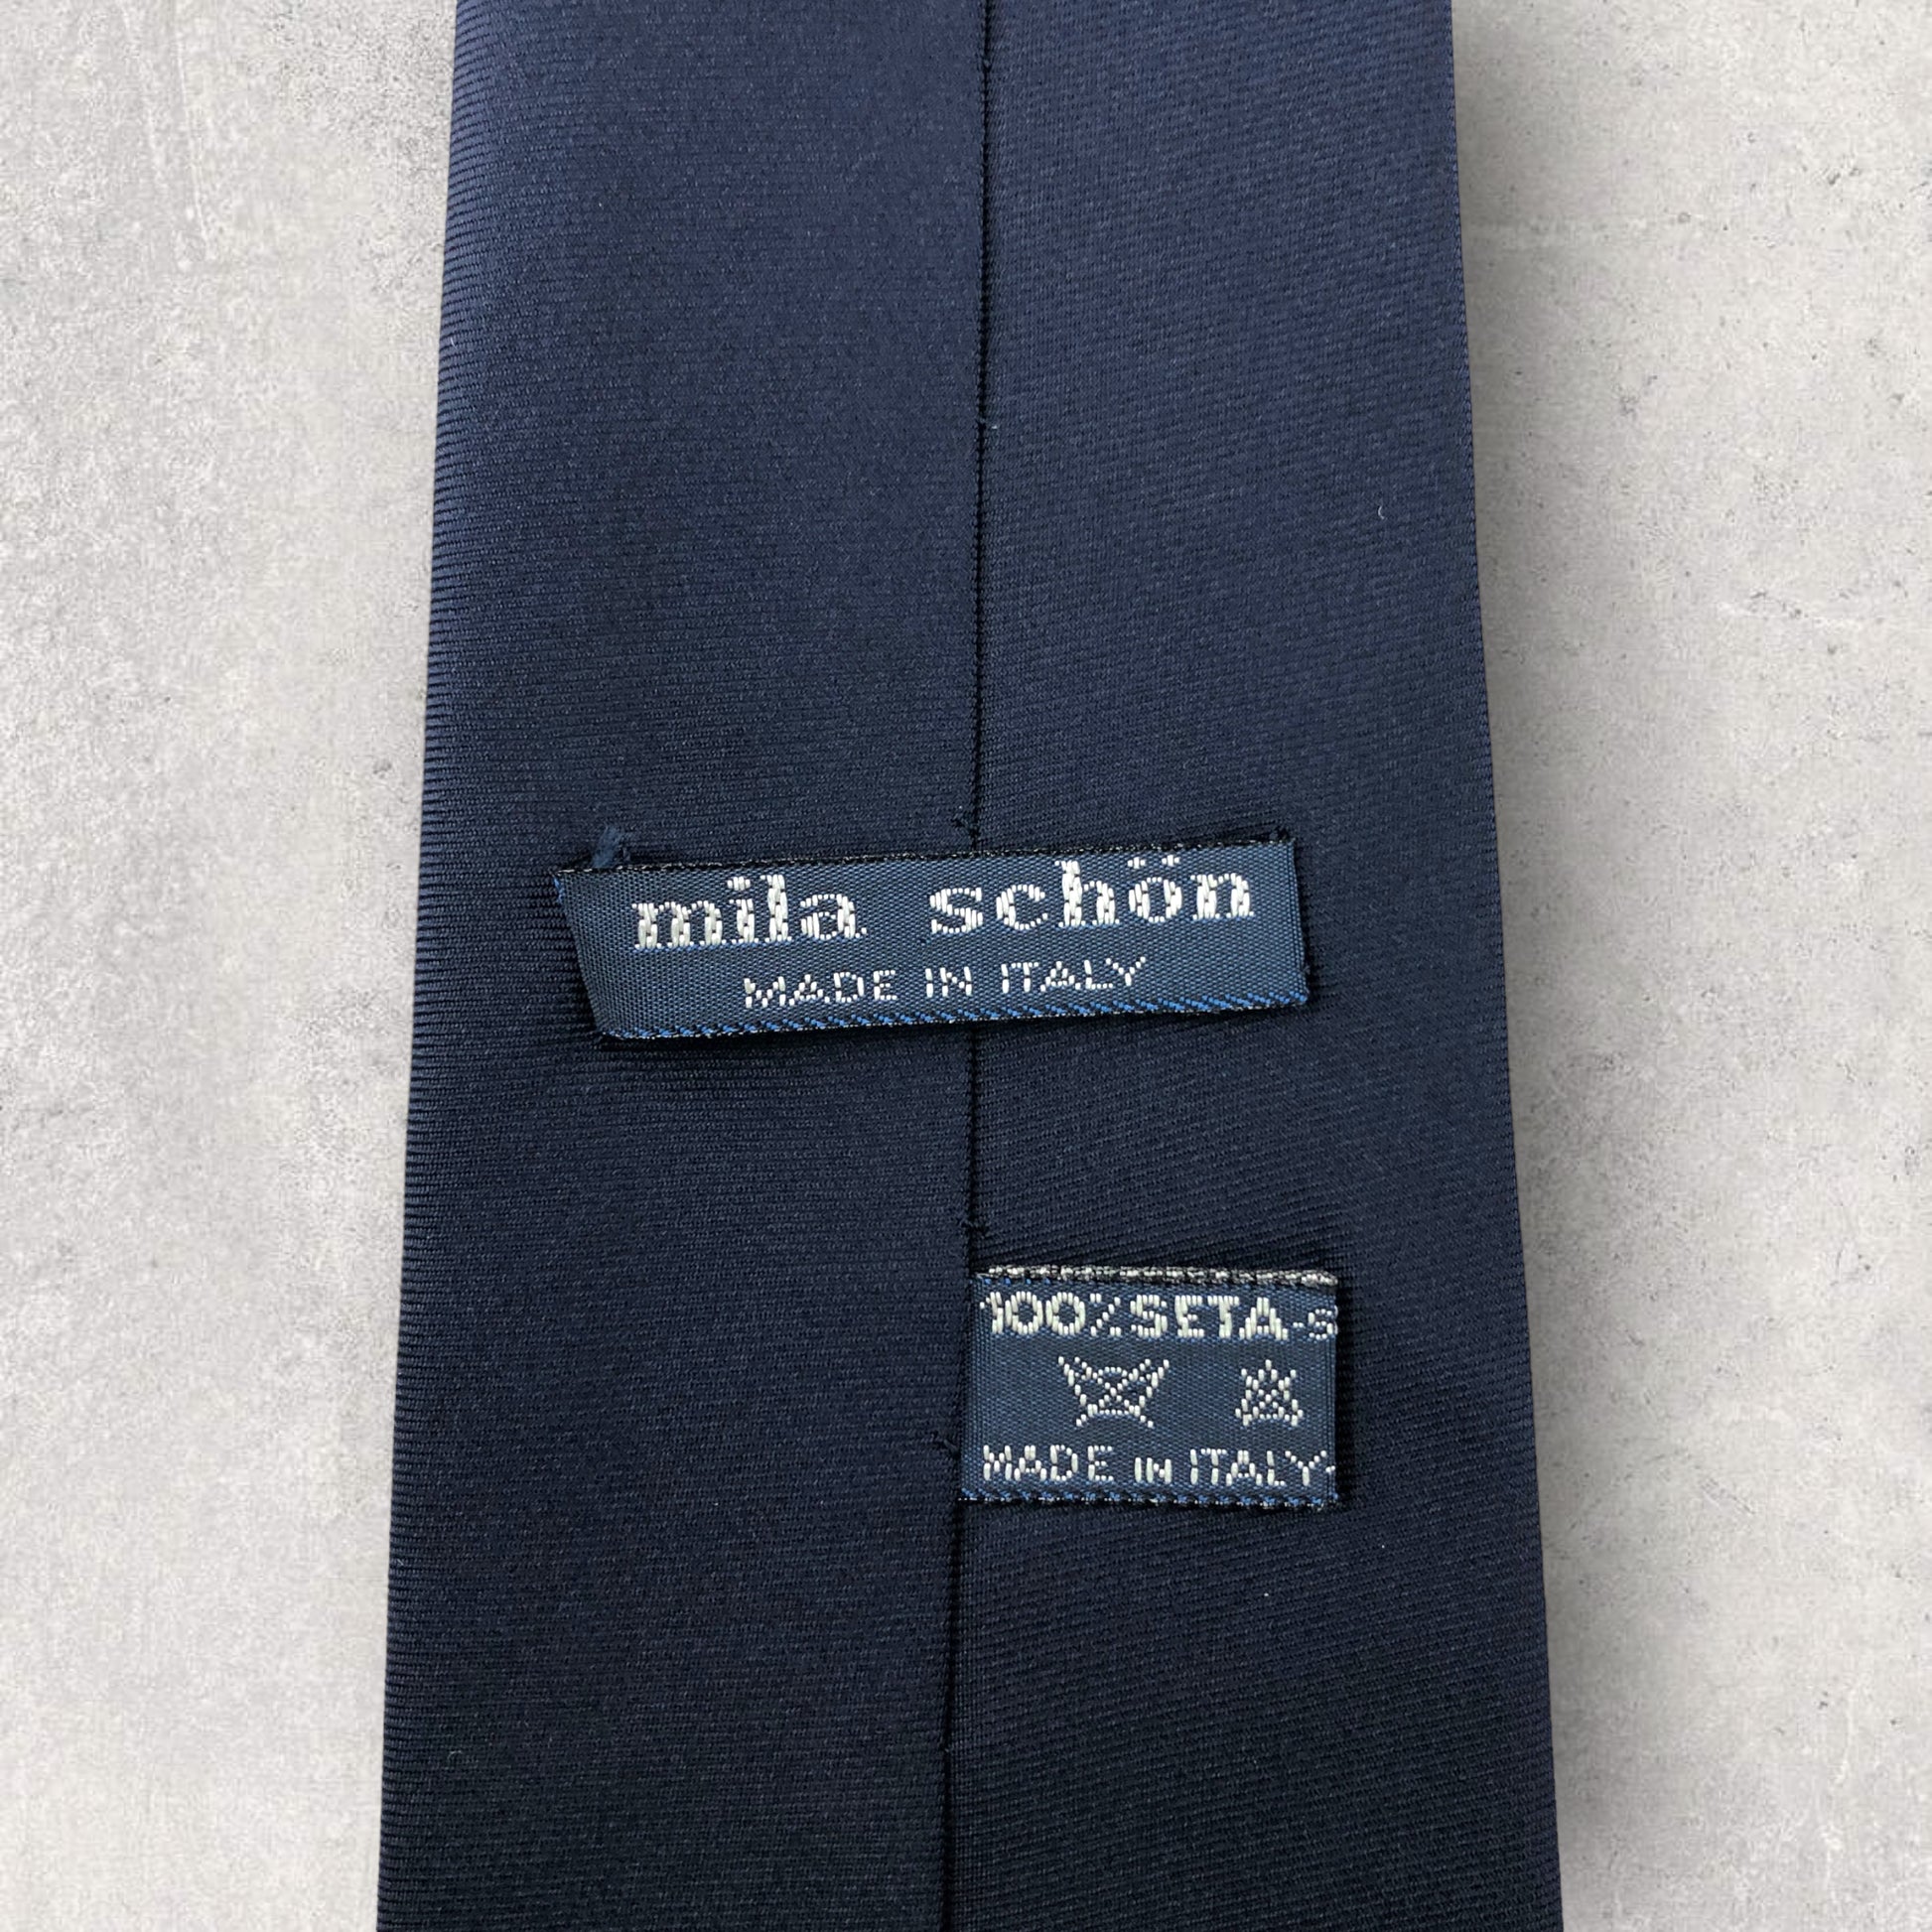 mila schön
MADE IN ITALY
100%SETA-S
MADE IN ITALY-